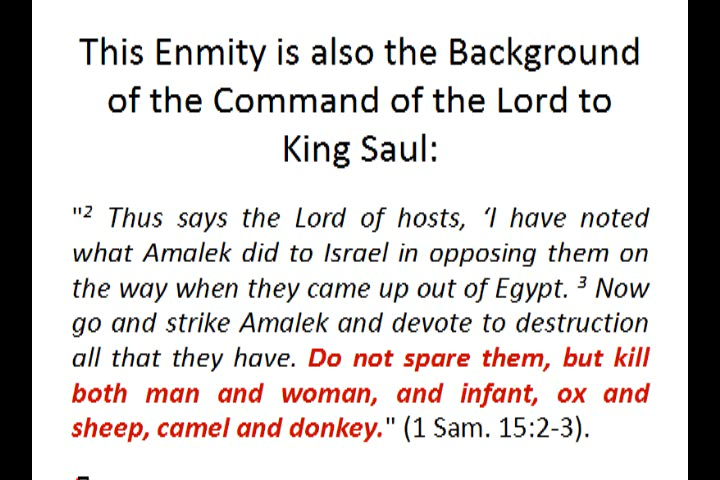 This Enmity is also the Background
of the Command of the Lord to
King Saul:
"² Thus says the Lord of hosts, ‘I have noted
what Amalek did to Israel in opposing them on
the way when they came up out of Egypt. ³ Now
go and strike Amalek and devote to destruction
all that they have. Do not spare them, but kill
both man and woman, and infant, ox and
sheep, camel and donkey." (1 Sam. 15:2-3).